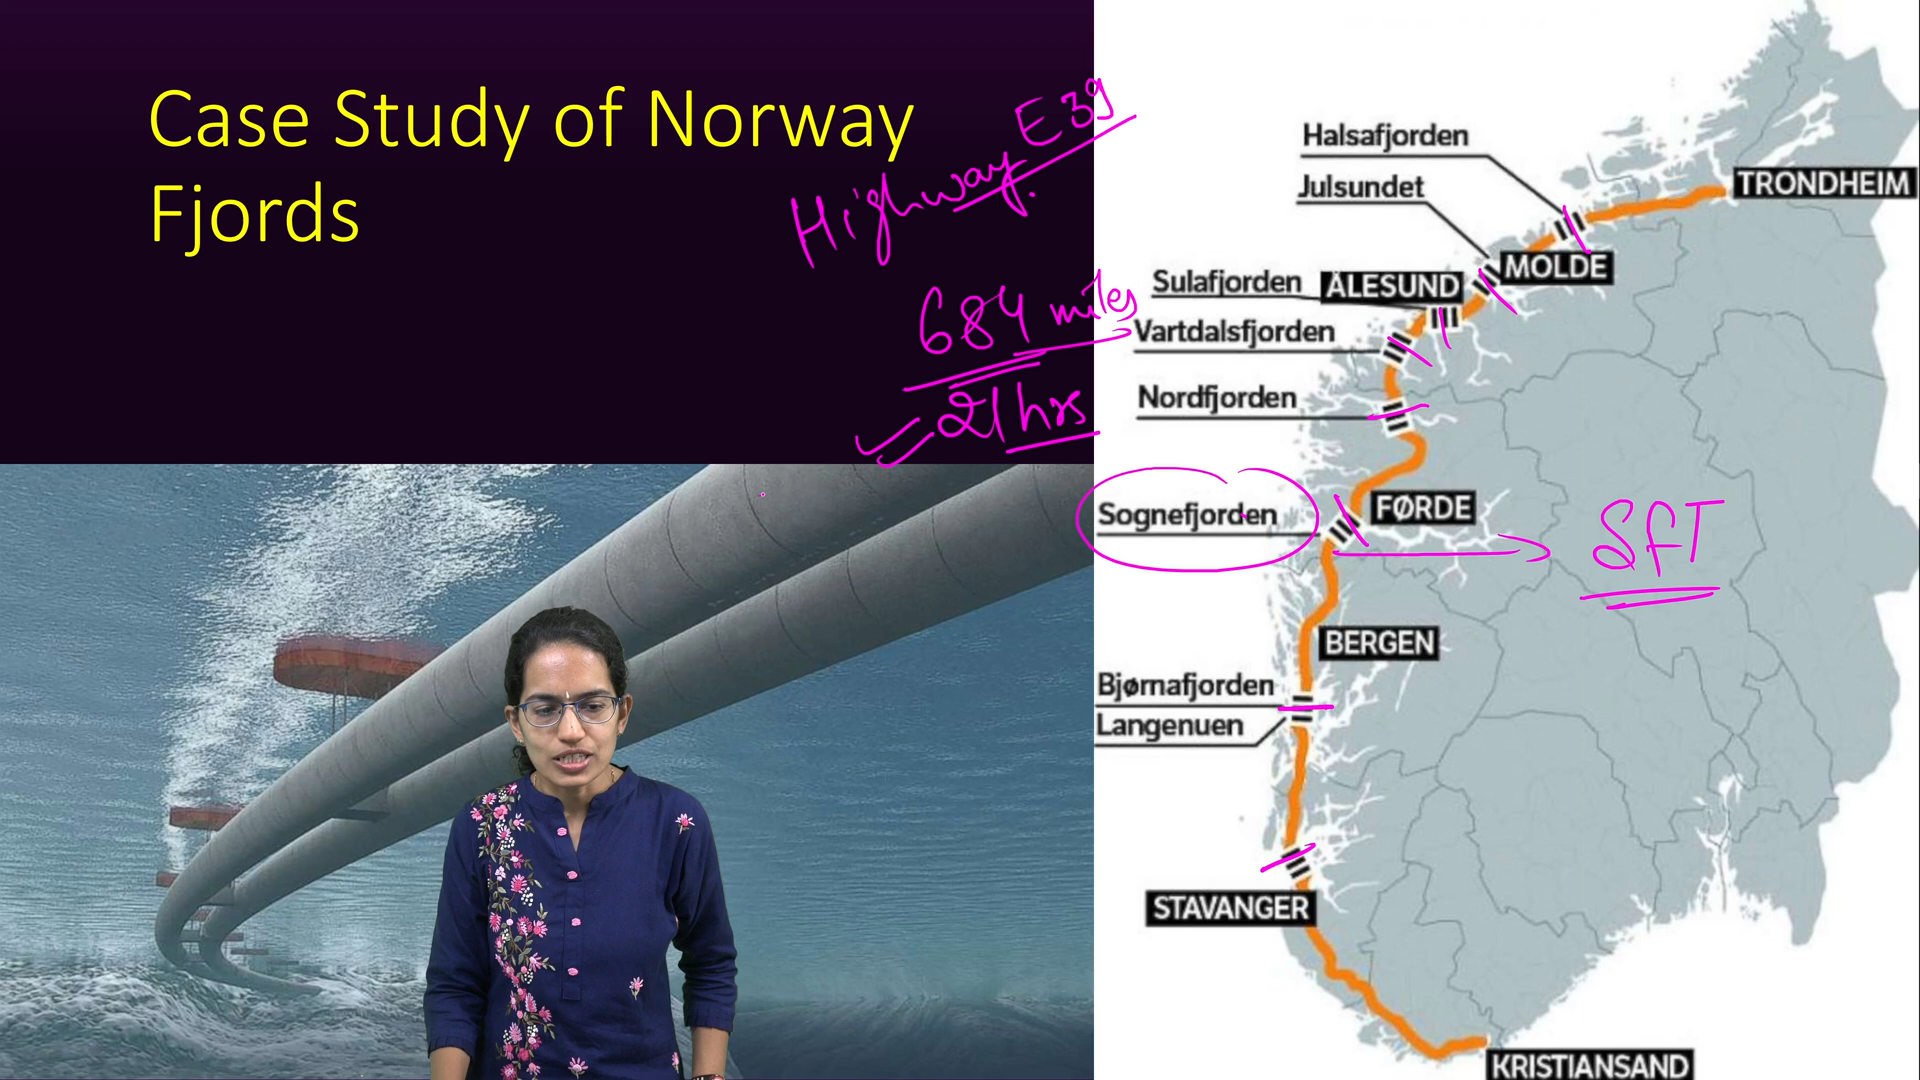 Case Study of Norway
Fjords
Highway E39
684 miles
21 hrs
Halsafjorden
TRONDHEIM
Julsundet
MOLDE
Sulafjorden
ÅLESUND
Vartdalsfjorden
Nordfjorden
Sognefjorden
FØRDE
SFT
BERGEN
Bjørnafjorden
Langenuen
STAVANGER
KRISTIANSAND